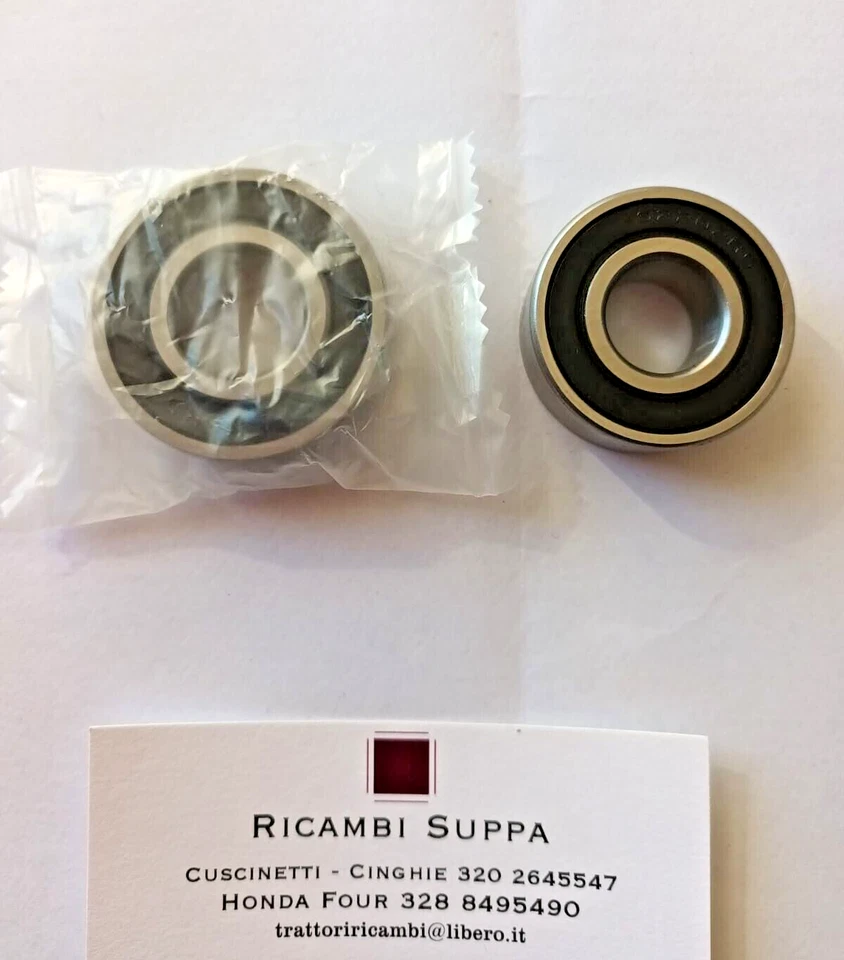 RICAMBI SUPPA
CUSCINETTI - CINGHIE 320 2645547
HONDA FOUR 328 8495490
trattoriricambi@libero.it